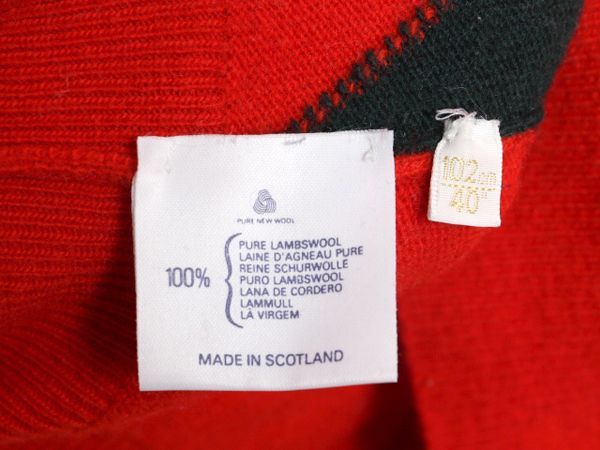 PURE NEW WOOL
100%
PURE LAMBSWOOL
LAINE D'AGNEAU PURE
REINE SCHURWOLLE
PURO LAMBSWOOL
LANA DE CORDERO
LAMMULL
LÀ VIRGEM
MADE IN SCOTLAND
102cm
40"